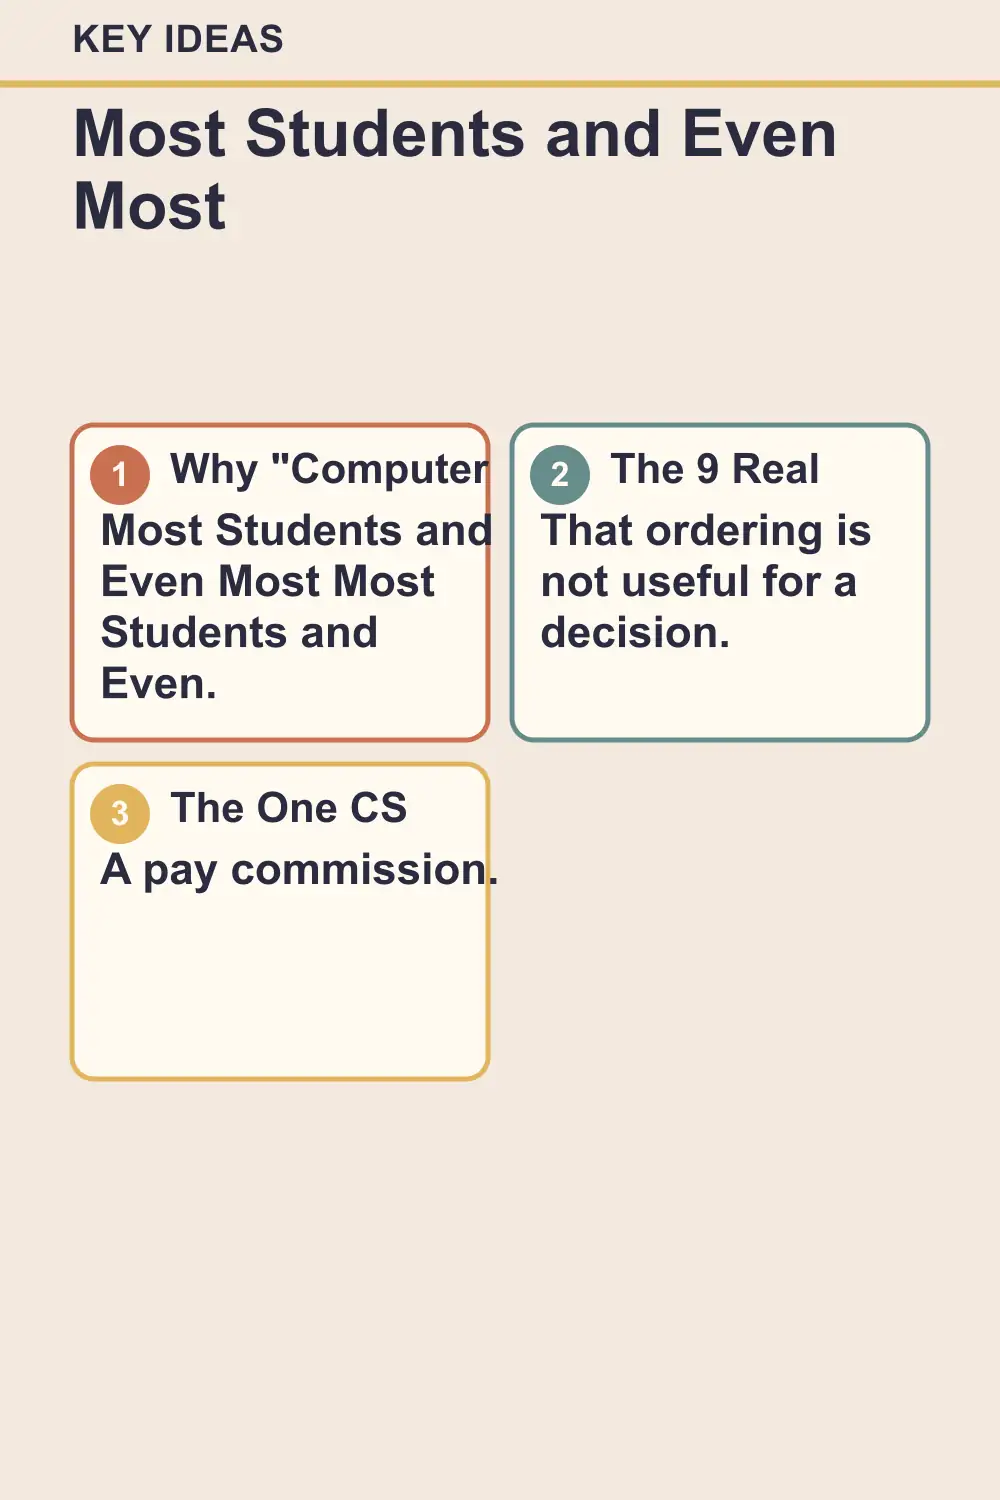 KEY IDEAS
Most Students and Even
Most
1
Why "Computer
Most Students and
Even Most Most
Students and
Even.
2
The 9 Real
That ordering is
not useful for a
decision.
3
The One CS
A pay commission.